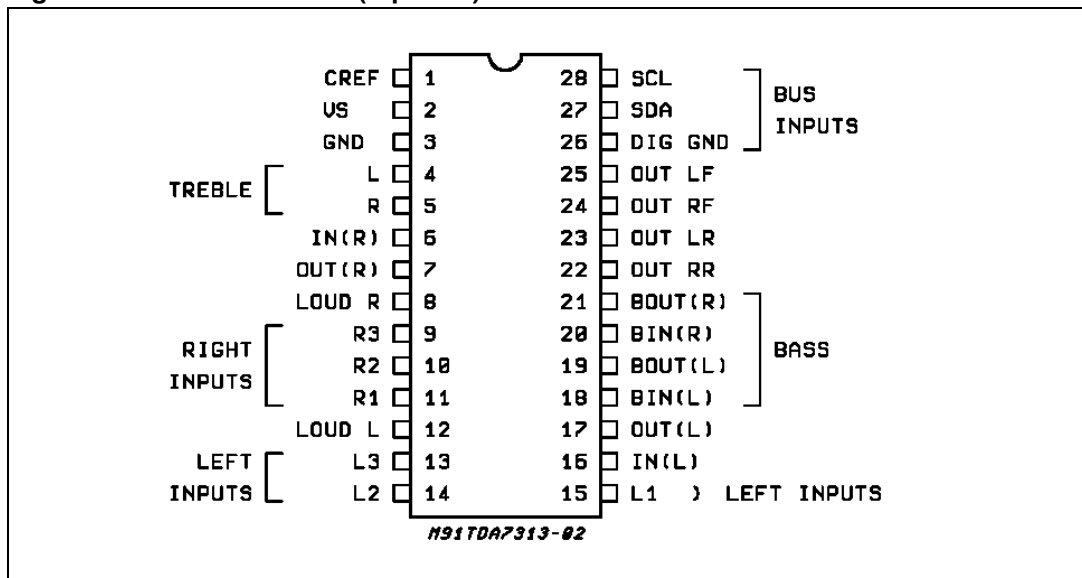 CREF 1 28 SCL
VS 2 27 SDA
GND 3 26 DIG GND
BUS INPUTS
TREBLE
L 4 25 OUT LF
R 5 24 OUT RF
IN(R) 6 23 OUT LR
OUT(R) 7 22 OUT RR
LOUD R 8 21 BOUT(R)
RIGHT INPUTS
R3 9 20 BIN(R)
R2 10 19 BOUT(L)
R1 11 18 BIN(L)
BASS
LOUD L 12 17 OUT(L)
LEFT INPUTS
L3 13 16 IN(L)
L2 14 15 L1 ) LEFT INPUTS
M91TDA7313-02